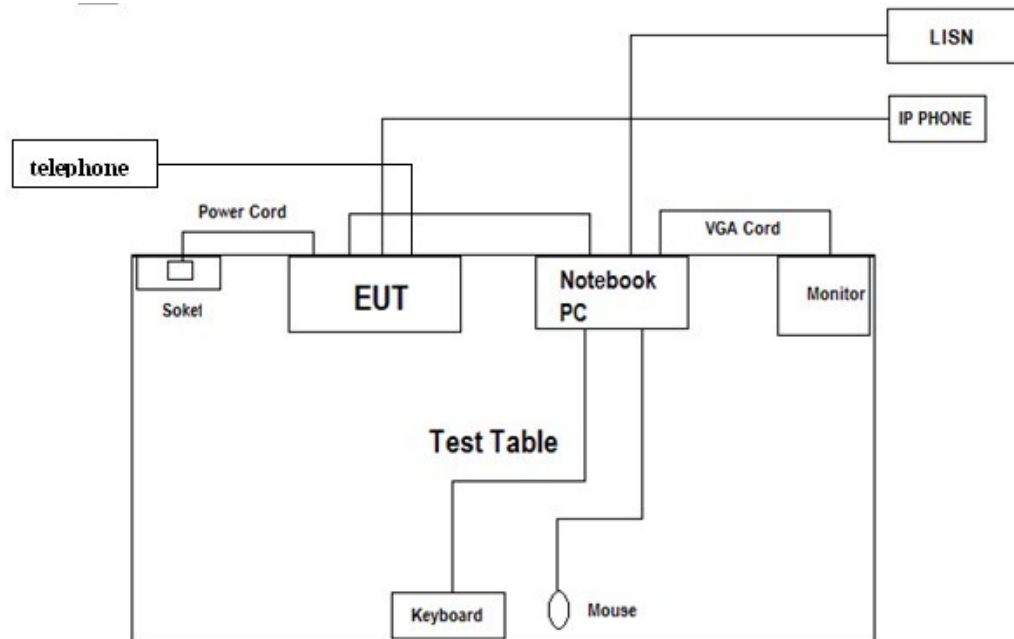 LISN
IP PHONE
telephone
Power Cord
VGA Cord
EUT
Notebook
PC
Monitor
Soket
Test Table
Keyboard
Mouse